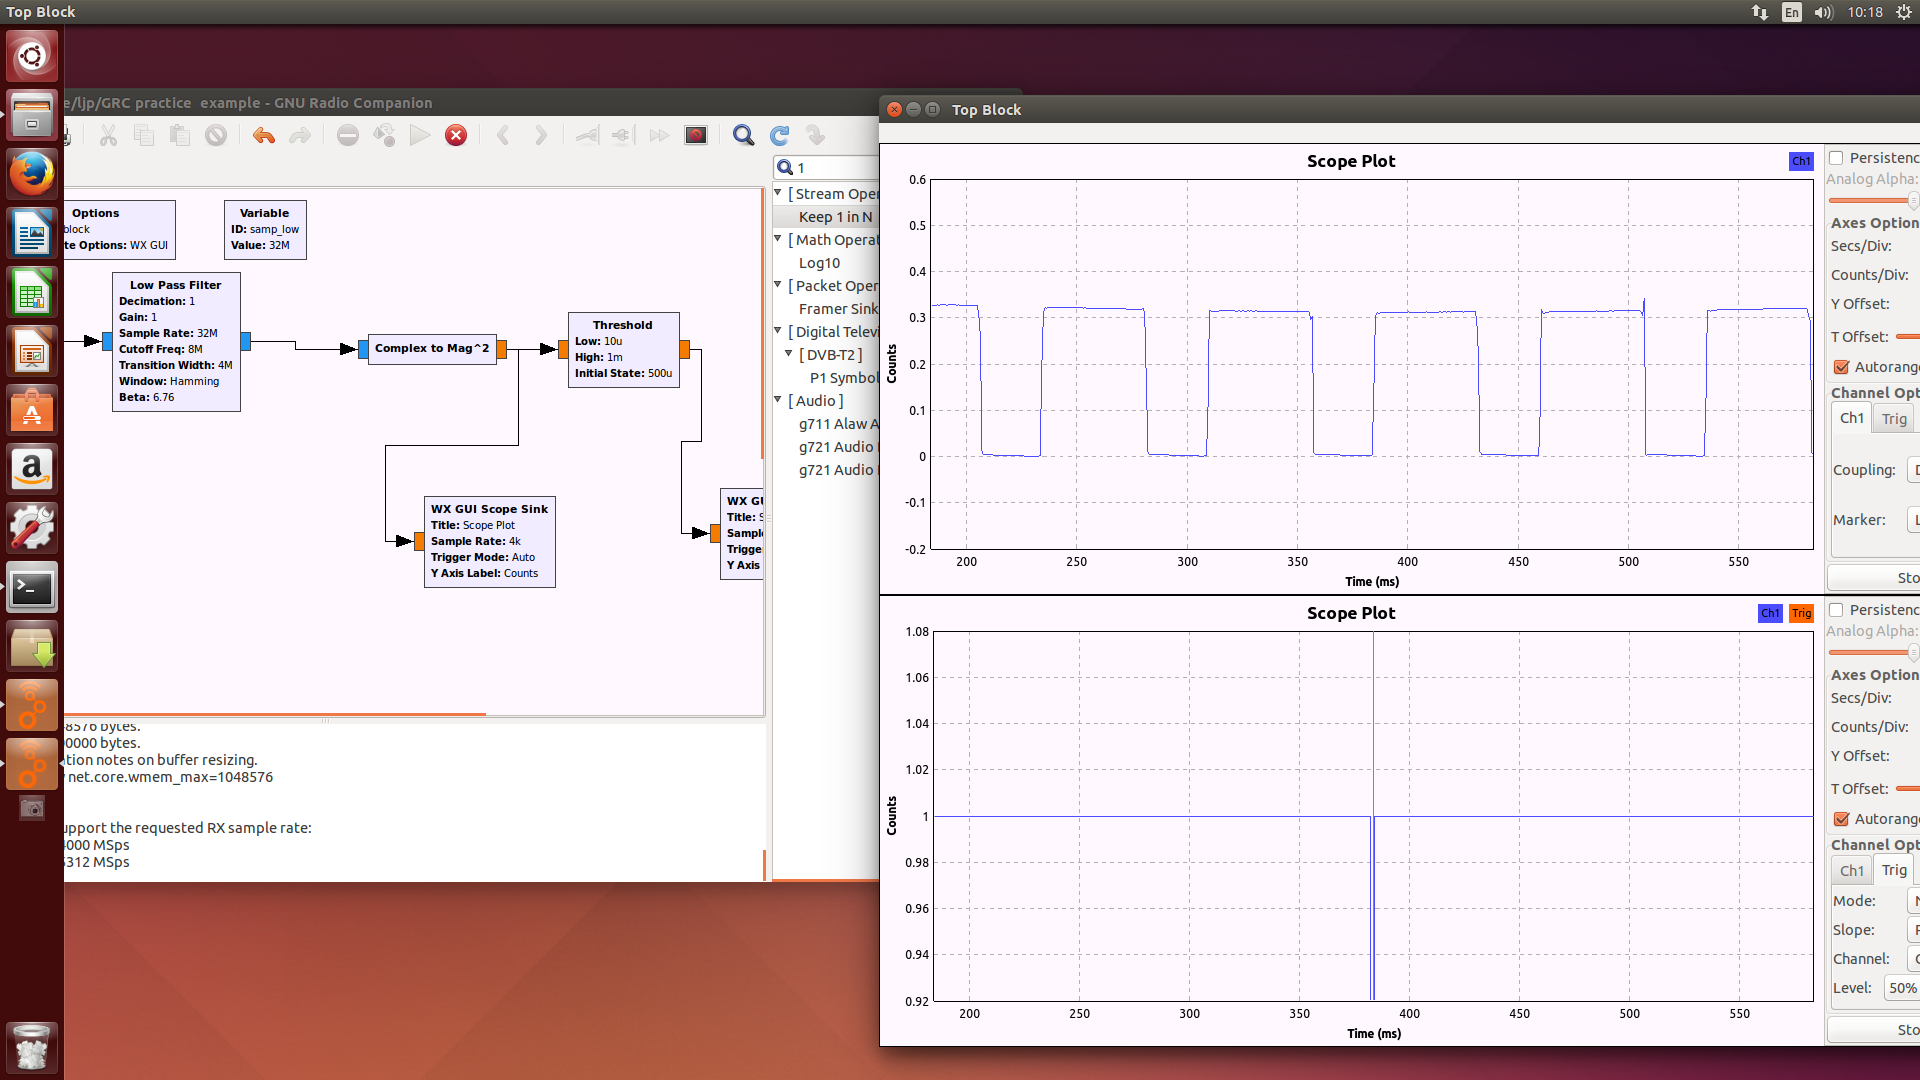 Top Block
En
10:18
e/ljp/GRC practice  example - GNU Radio Companion
Options
block
te Options: WX GUI
Variable
ID: samp_low
Value: 32M
Low Pass Filter
Decimation: 1
Gain: 1
Sample Rate: 32M
Cutoff Freq: 8M
Transition Width: 4M
Window: Hamming
Beta: 6.76
Complex to Mag^2
Threshold
Low: 10u
High: 1m
Initial State: 500u
WX GUI Scope Sink
Title: Scope Plot
Sample Rate: 4k
Trigger Mode: Auto
Y Axis Label: Counts
WX GU
Title: S
Sample
Trigge
Y Axis
1
[ Stream Oper
Keep 1 in N
[ Math Operat
Log10
[ Packet Oper
Framer Sink
[ Digital Televi
[ DVB-T2 ]
P1 Symbol
[ Audio ]
g711 Alaw A
g721 Audio
g721 Audio
48576 bytes.
00000 bytes.
tion notes on buffer resizing.
net.core.wmem_max=1048576
upport the requested RX sample rate:
4000 MSps
5312 MSps
Top Block
Scope Plot
Ch1
0.6
0.5
0.4
0.3
0.2
0.1
0
-0.1
-0.2
Counts
200
250
300
350
400
450
500
550
Time (ms)
Persistenc
Analog Alpha:
Axes Option
Secs/Div:
Counts/Div:
Y Offset:
T Offset:
Autorange
Channel Opt
Ch1
Trig
Coupling:
Marker:
Sto
Scope Plot
Ch1
Trig
1.08
1.06
1.04
1.02
1
0.98
0.96
0.94
0.92
Counts
200
250
300
350
400
450
500
550
Time (ms)
Persistenc
Analog Alpha:
Axes Option
Secs/Div:
Counts/Div:
Y Offset:
T Offset:
Autorange
Channel Opt
Ch1
Trig
Mode:
Slope:
Channel:
Level:
50%
Sto